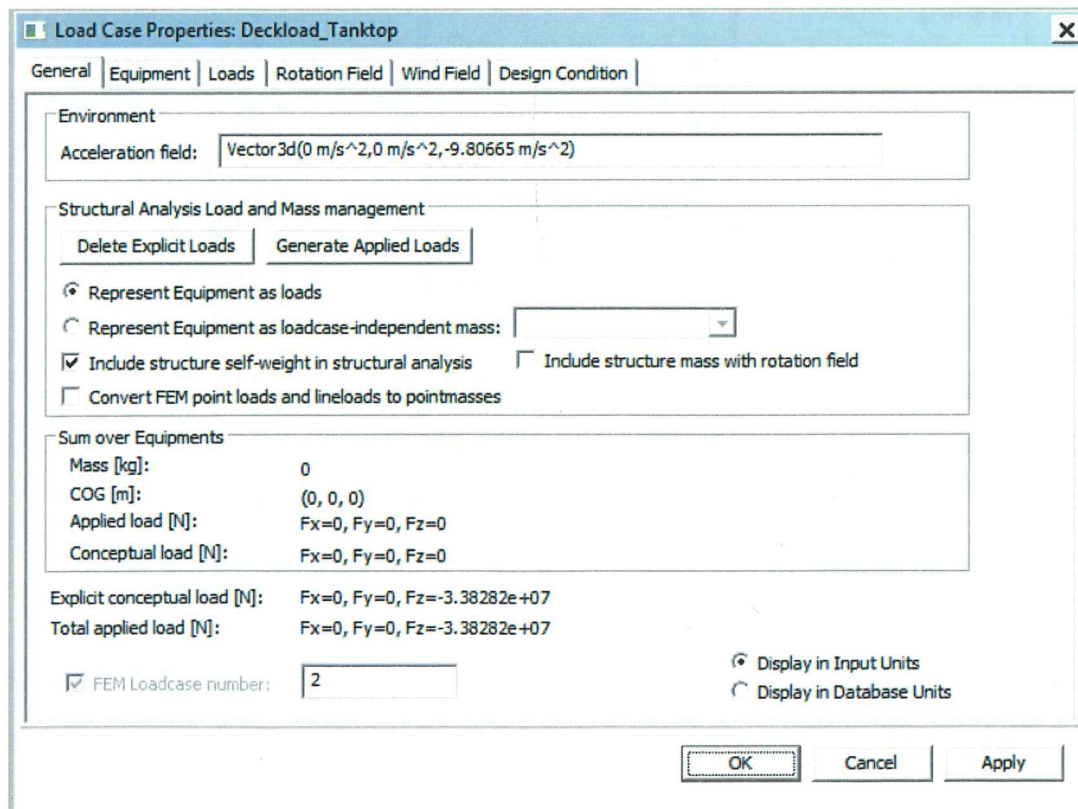 Load Case Properties: Deckload_Tanktop
General Equipment Loads Rotation Field Wind Field Design Condition
Environment
Acceleration field: Vector3d(0 m/s^2,0 m/s^2,-9.80665 m/s^2)
Structural Analysis Load and Mass management
Delete Explicit Loads Generate Applied Loads
Represent Equipment as loads
Represent Equipment as loadcase-independent mass:
Include structure self-weight in structural analysis Include structure mass with rotation field
Convert FEM point loads and lineloads to pointmasses
Sum over Equipments
Mass [kg]: 0
COG [m]: (0, 0, 0)
Applied load [N]: Fx=0, Fy=0, Fz=0
Conceptual load [N]: Fx=0, Fy=0, Fz=0
Explicit conceptual load [N]: Fx=0, Fy=0, Fz=-3.38282e+07
Total applied load [N]: Fx=0, Fy=0, Fz=-3.38282e+07
Display in Input Units
FEM Loadcase number: 2
Display in Database Units
OK Cancel Apply